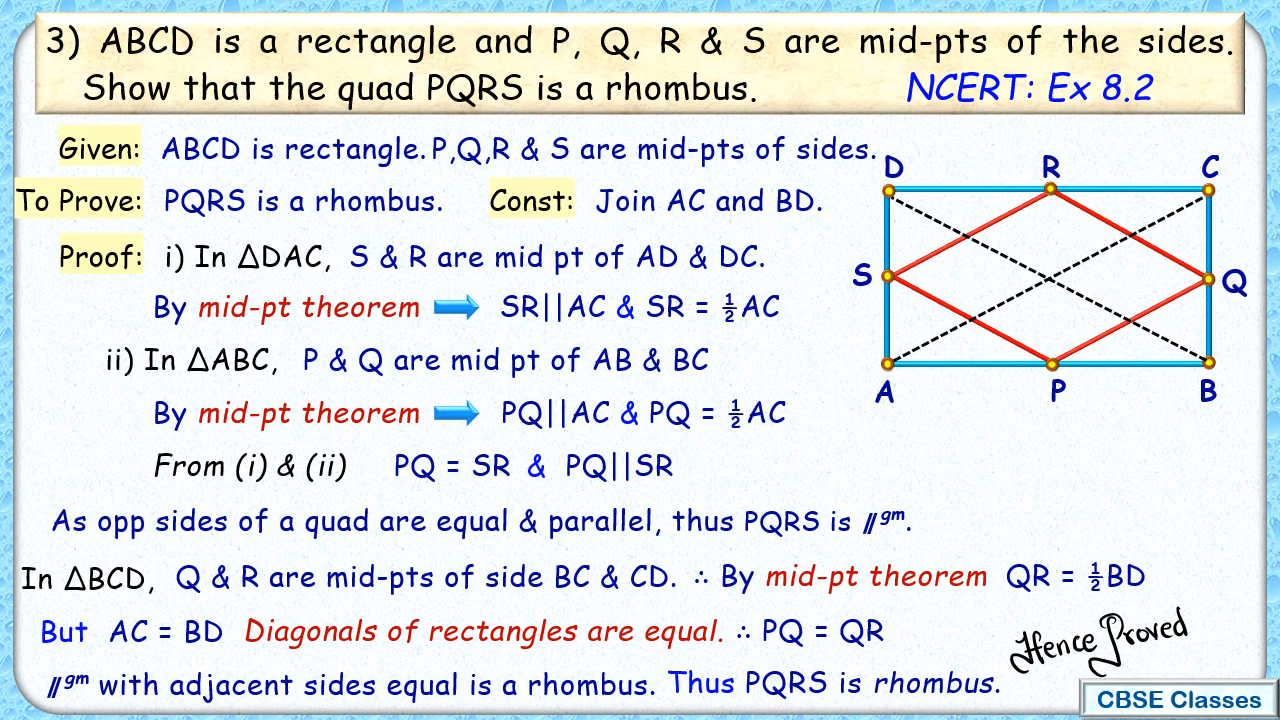 3) ABCD is a rectangle and P, Q, R & S are mid-pts of the sides.
Show that the quad PQRS is a rhombus. NCERT: Ex 8.2
Given: ABCD is rectangle. P,Q,R & S are mid-pts of sides.
To Prove: PQRS is a rhombus. Const: Join AC and BD.
Proof: i) In △DAC, S & R are mid pt of AD & DC.
By mid-pt theorem ➡ SR||AC & SR = ½AC
ii) In △ABC, P & Q are mid pt of AB & BC
By mid-pt theorem ➡ PQ||AC & PQ = ½AC
From (i) & (ii) PQ = SR & PQ||SR
As opp sides of a quad are equal & parallel, thus PQRS is //gm.
In △BCD, Q & R are mid-pts of side BC & CD. ∴ By mid-pt theorem QR = ½BD
But AC = BD Diagonals of rectangles are equal. ∴ PQ = QR
//gm with adjacent sides equal is a rhombus. Thus PQRS is rhombus.
Hence Proved
D R C
S Q
A P B
CBSE Classes